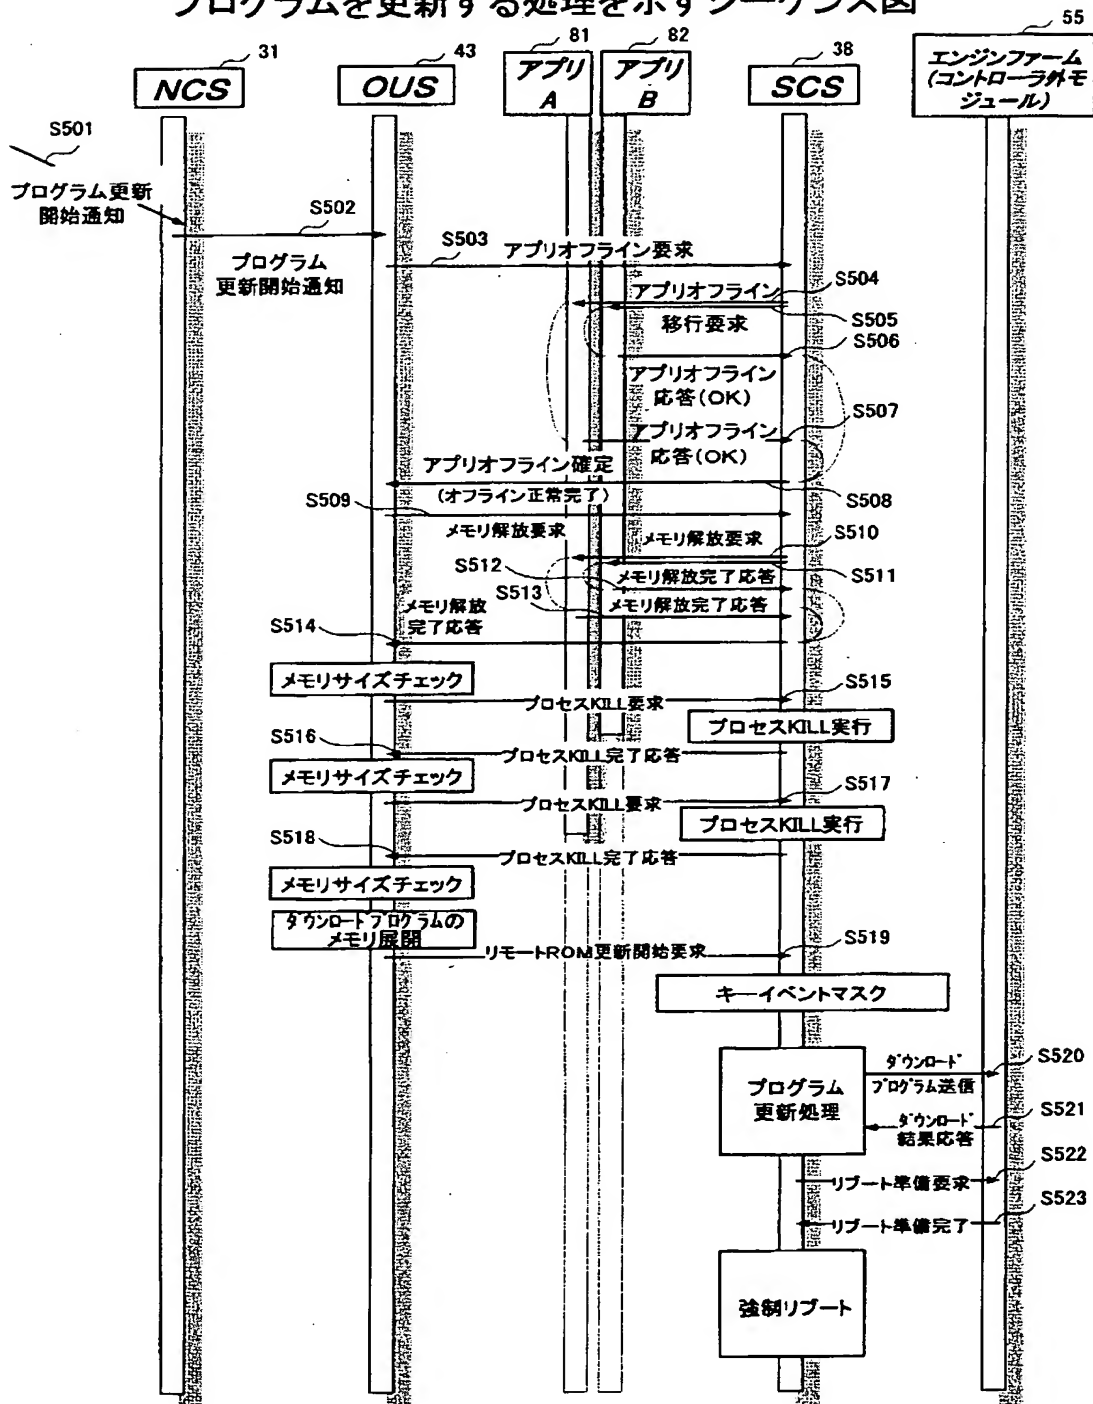 プログラムを更新する処理を示すシーケンス図
31
43
81
82
38
55
NCS
OUS
アプリ
A
アプリ
B
SCS
エンジンファーム
(コントローラ外モ
ジュール)
S501
プログラム更新
開始通知
S502
プログラム
更新開始通知
S503
アプリオフライン要求
S504
アプリオフライン
移行要求
S505
S506
アプリオフライン
応答(OK)
S507
アプリオフライン
応答(OK)
アプリオフライン確定
(オフライン正常完了)
S508
S509
メモリ解放要求
メモリ解放要求
S510
S511
S512
メモリ解放完了応答
S513
メモリ解放完了応答
メモリ解放
完了応答
S514
メモリサイズチェック
S515
プロセスKILL要求
プロセスKILL実行
S516
プロセスKILL完了応答
メモリサイズチェック
S517
プロセスKILL要求
プロセスKILL実行
S518
プロセスKILL完了応答
メモリサイズチェック
ダウンロードプログラムの
メモリ展開
S519
リモートROM更新開始要求
キーイベントマスク
プログラム
更新処理
ダウンロード
プログラム送信
S520
ダウンロード
結果応答
S521
S522
リブート準備要求
S523
リブート準備完了
強制リブート